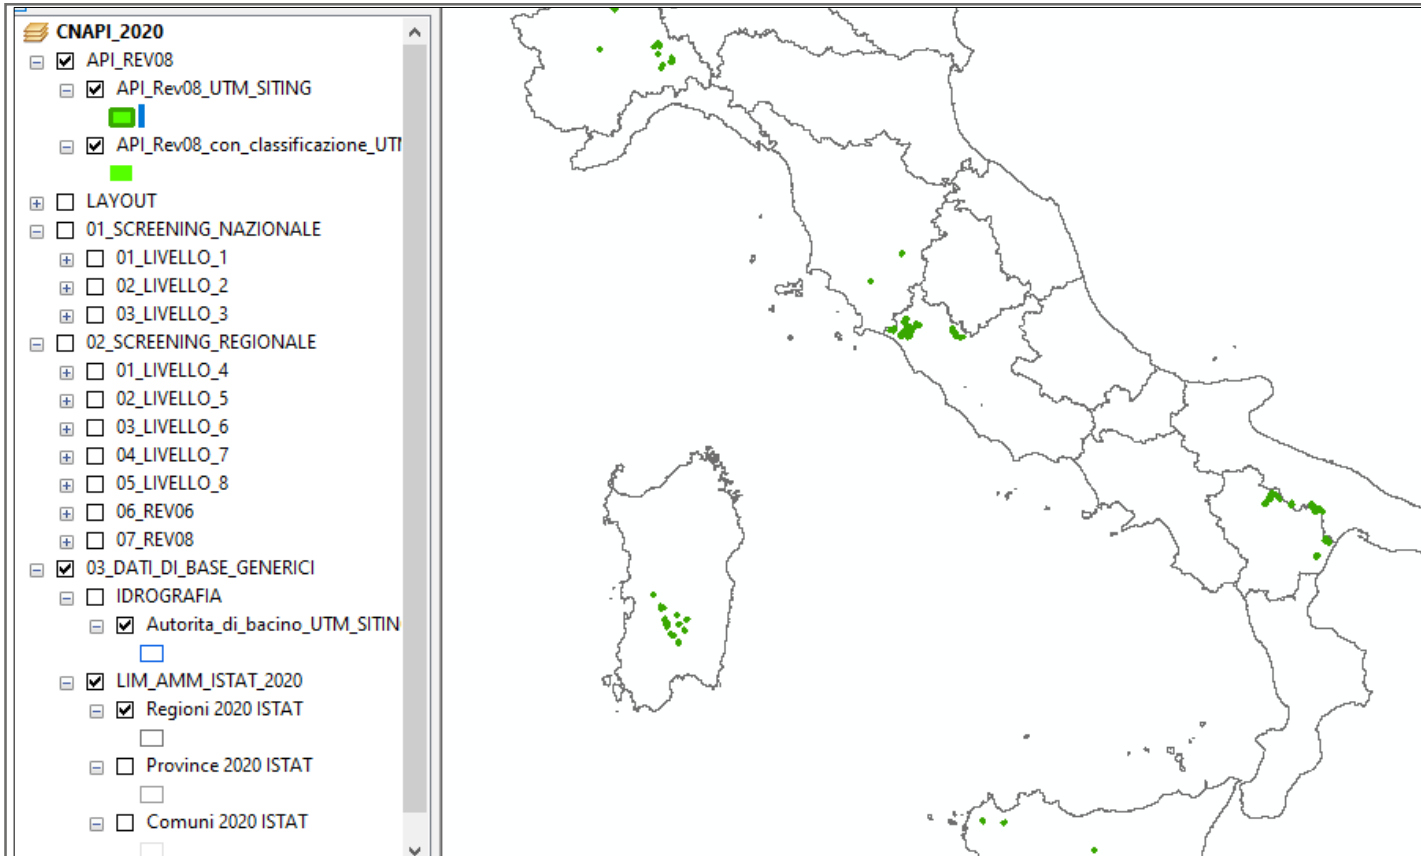 CNAPI_2020
API_REV08
API_Rev08_UTM_SITING
API_Rev08_con_classificazione_UTM
LAYOUT
01_SCREENING_NAZIONALE
01_LIVELLO_1
02_LIVELLO_2
03_LIVELLO_3
02_SCREENING_REGIONALE
01_LIVELLO_4
02_LIVELLO_5
03_LIVELLO_6
04_LIVELLO_7
05_LIVELLO_8
06_REV06
07_REV08
03_DATI_DI_BASE_GENERICI
IDROGRAFIA
Autorita_di_bacino_UTM_SITIN
LIM_AMM_ISTAT_2020
Regioni 2020 ISTAT
Province 2020 ISTAT
Comuni 2020 ISTAT